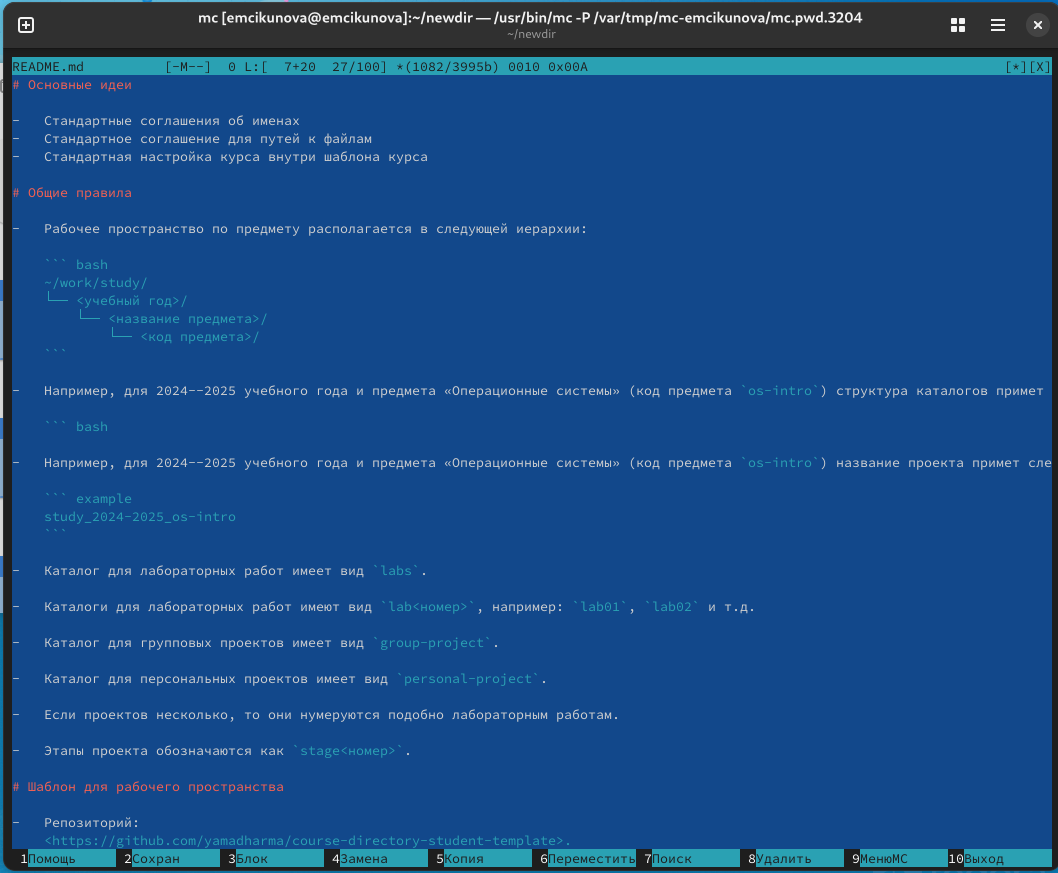 mc [emcikunova@emcikunova]:~/newdir — /usr/bin/mc -P /var/tmp/mc-emcikunova/mc.pwd.3204
~/newdir
README.md [-M--] 0 L:[ 7+20 27/100] *(1082/3995b) 0010 0x00A [*][X]
# Основные идеи
- Стандартные соглашения об именах
- Стандартное соглашение для путей к файлам
- Стандартная настройка курса внутри шаблона курса
# Общие правила
- Рабочее пространство по предмету располагается в следующей иерархии:
``` bash
~/work/study/
└── <учебный год>/
└── <название предмета>/
└── <код предмета>/
```
- Например, для 2024--2025 учебного года и предмета «Операционные системы» (код предмета `os-intro`) структура каталогов примет
``` bash
- Например, для 2024--2025 учебного года и предмета «Операционные системы» (код предмета `os-intro`) название проекта примет сле
``` example
study_2024-2025_os-intro
```
- Каталог для лабораторных работ имеет вид `labs`.
- Каталоги для лабораторных работ имеют вид `lab<номер>`, например: `lab01`, `lab02` и т.д.
- Каталог для групповых проектов имеет вид `group-project`.
- Каталог для персональных проектов имеет вид `personal-project`.
- Если проектов несколько, то они нумеруются подобно лабораторным работам.
- Этапы проекта обозначаются как `stage<номер>`.
# Шаблон для рабочего пространства
- Репозиторий:
<https://github.com/yamadharma/course-directory-student-template>.
1Помощь 2Сохран 3Блок 4Замена 5Копия 6Переместить 7Поиск 8Удалить 9МенюMC 10Выход